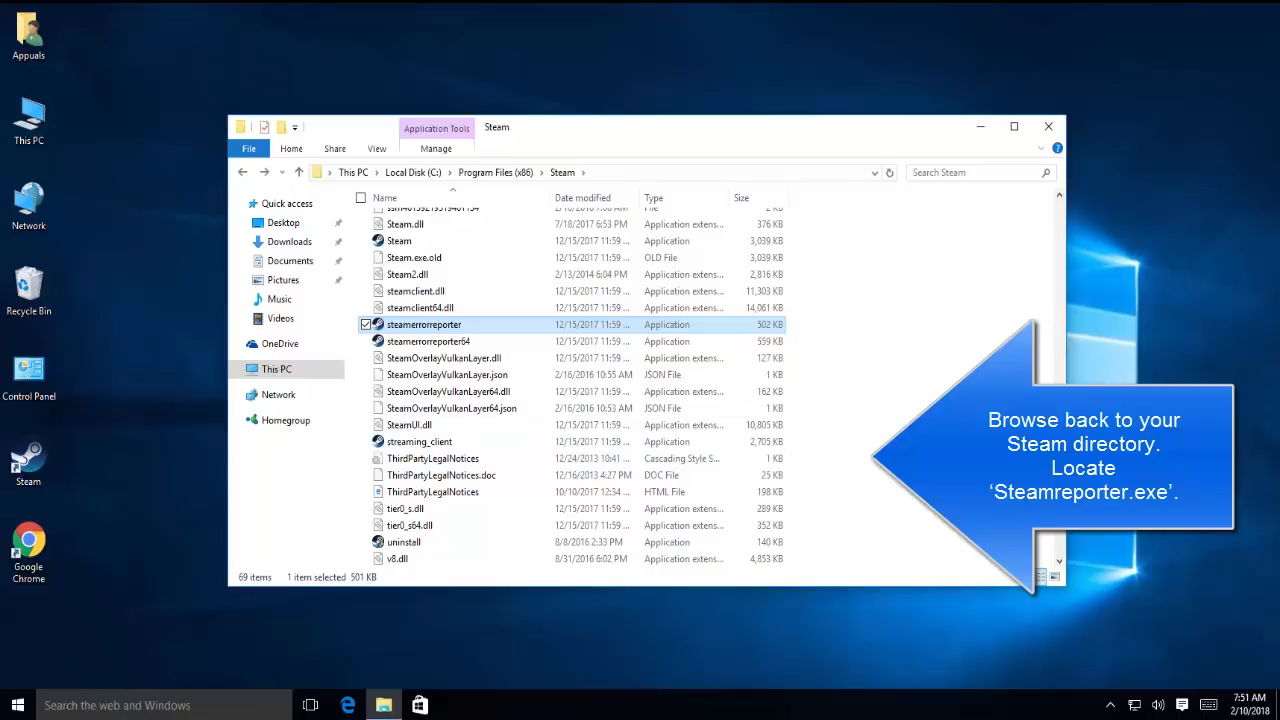 Appuals
This PC
Network
Recycle Bin
Control Panel
Steam
Google
Chrome
Application Tools
Steam
File
Home
Share
View
Manage
This PC
Local Disk (C:)
Program Files (x86)
Steam
Search Steam
Name
Date modified
Type
Size
Quick access
Desktop
Downloads
Documents
Pictures
Music
Videos
OneDrive
This PC
Network
Homegroup
Steam.dll 7/18/2017 6:53 PM Application extens... 376 KB
Steam 12/15/2017 11:59 ... Application 3,039 KB
Steam.exe.old 12/15/2017 11:59 ... OLD File 3,039 KB
Steam2.dll 2/13/2014 6:04 PM Application extens... 2,816 KB
steamclient.dll 12/15/2017 11:59 ... Application extens... 11,303 KB
steamclient64.dll 12/15/2017 11:59 ... Application extens... 14,061 KB
steamerrorreporter 12/15/2017 11:59 ... Application 502 KB
steamerrorreporter64 12/15/2017 11:59 ... Application 559 KB
SteamOverlayVulkanLayer.dll 12/15/2017 11:59 ... Application extens... 127 KB
SteamOverlayVulkanLayer.json 2/16/2016 10:55 AM JSON File 1 KB
SteamOverlayVulkanLayer64.dll 12/15/2017 11:59 ... Application extens... 162 KB
SteamOverlayVulkanLayer64.json 2/16/2016 10:53 AM JSON File 1 KB
SteamUI.dll 12/15/2017 11:59 ... Application extens... 10,805 KB
streaming_client 12/15/2017 11:59 ... Application 2,705 KB
ThirdPartyLegalNotices 12/24/2013 10:41 ... Cascading Style S... 1 KB
ThirdPartyLegalNotices.doc 12/16/2013 4:27 PM DOC File 25 KB
ThirdPartyLegalNotices 10/10/2017 12:34 ... HTML File 198 KB
tier0_s.dll 12/15/2017 11:59 ... Application extens... 289 KB
tier0_s64.dll 12/15/2017 11:59 ... Application extens... 352 KB
uninstall 8/8/2016 2:33 PM Application 140 KB
v8.dll 8/31/2016 6:02 PM Application extens... 4,853 KB
69 items 1 item selected 501 KB
Browse back to your
Steam directory.
Locate
‘Steamreporter.exe’.
Search the web and Windows
7:51 AM
2/10/2018